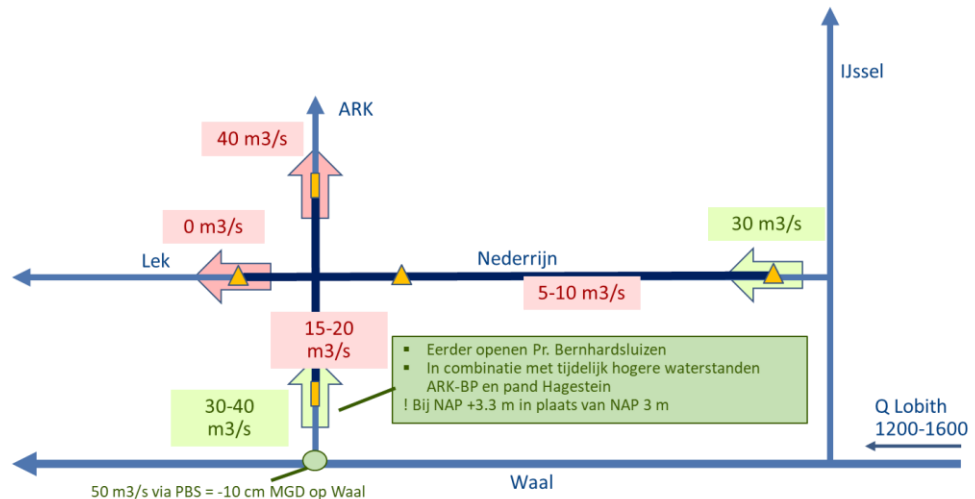 IJssel
ARK
40 m3/s
0 m3/s
30 m3/s
Lek
Nederrijn
5-10 m3/s
15-20
m3/s
▪ Eerder openen Pr. Bernhardsluizen
▪ In combinatie met tijdelijk hogere waterstanden
ARK-BP en pand Hagestein
! Bij NAP +3.3 m in plaats van NAP 3 m
30-40
m3/s
Q Lobith
1200-1600
Waal
50 m3/s via PBS = -10 cm MGD op Waal